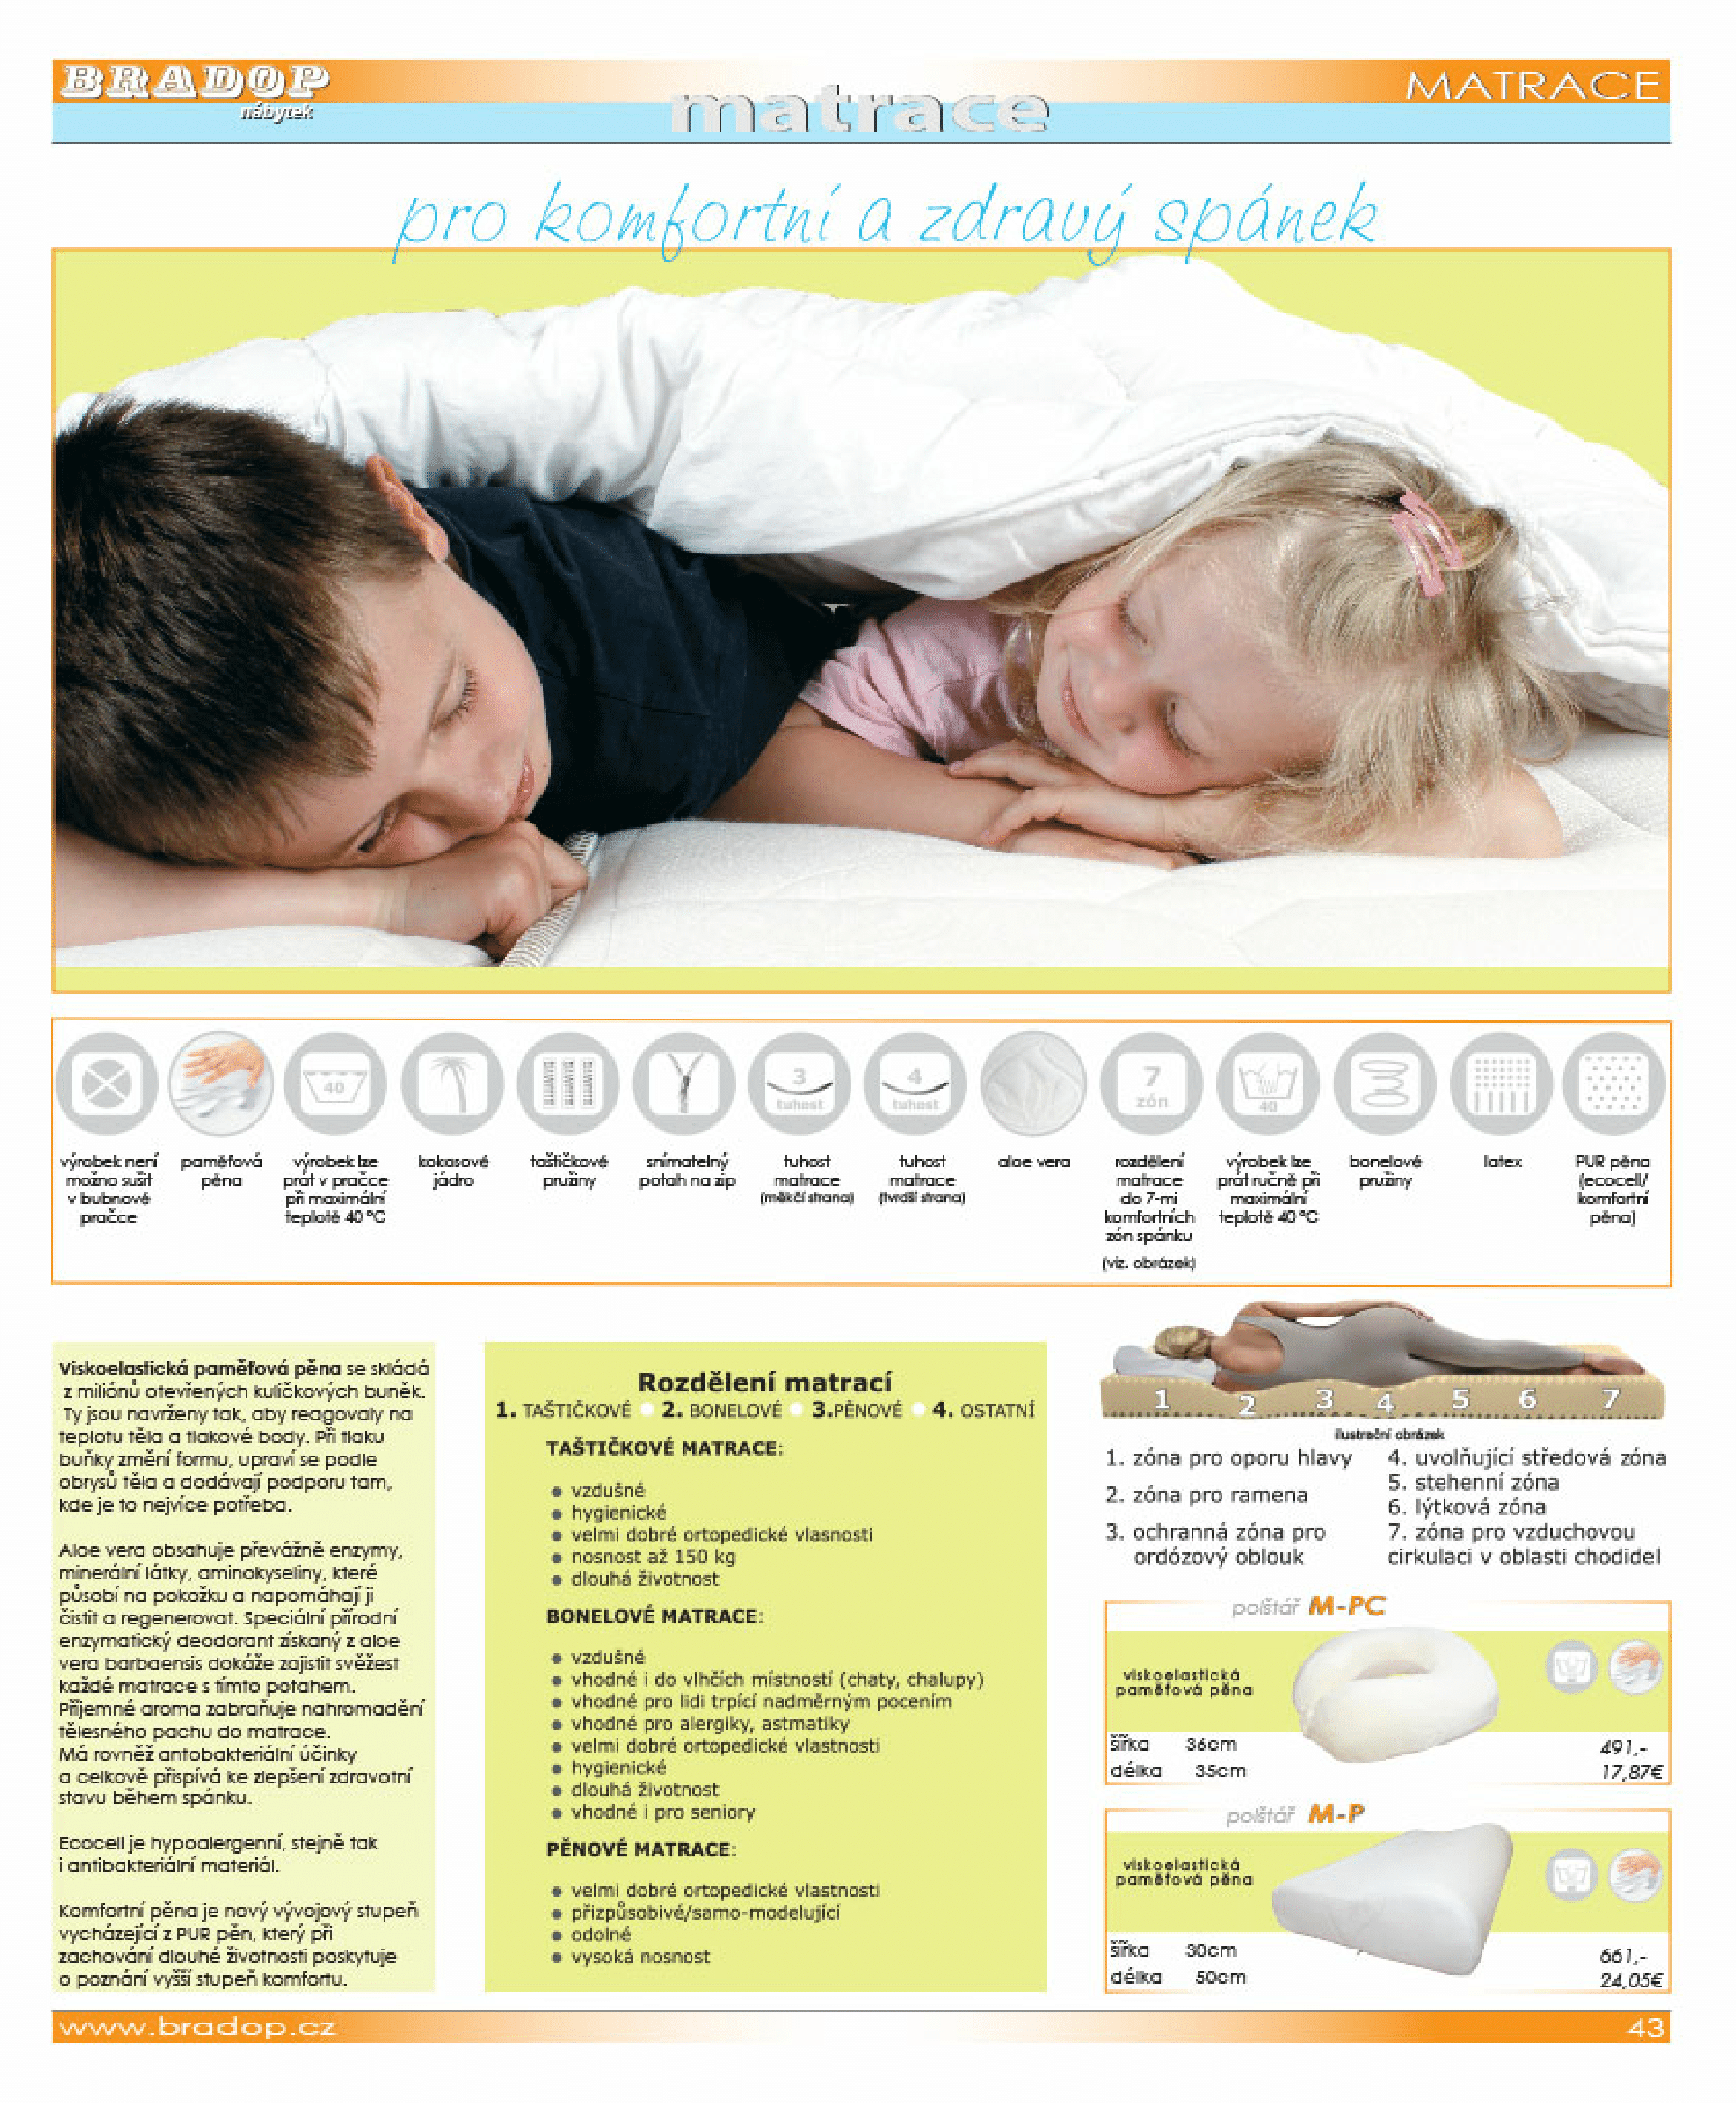 BRADOP
nábytek
matrace
MATRACE
pro komfortní a zdravý spánek
40
3
tuhost
4
tuhost
7
zón
40
výrobek není
možno sušit
v bubnové
pračce
paměťová
pěna
výrobek lze
prát v pračce
při maximální
teplotě 40 °C
kokosové
jádro
taštičkové
pružiny
snímatelný
potah na zip
tuhost
matrace
(měkčí strana)
tuhost
matrace
(tvrdší strana)
aloe vera
rozdělení
matrace
do 7-mi
komfortních
zón spánku
(viz. obrázek)
výrobek lze
prát ručně při
maximální
teplotě 40 °C
bonelové
pružiny
latex
PUR pěna
(ecocell/
komfortní
pěna)
Viskoelastická paměťová pěna se skládá
z miliónů otevřených kuličkových buněk.
Ty jsou navrženy tak, aby reagovaly na
teplotu těla a tlakové body. Při tlaku
buňky změní formu, upraví se podle
obrysů těla a dodávají podporu tam,
kde je to nejvíce potřeba.
Aloe vera obsahuje převážně enzymy,
minerální látky, aminokyseliny, které
působí na pokožku a napomáhají ji
čistit a regenerovat. Speciální přírodní
enzymatický deodorant získaný z aloe
vera barbaensis dokáže zajistit svěžest
každé matrace s tímto potahem.
Příjemné aroma zabraňuje nahromadění
tělesného pachu do matrace.
Má rovněž antobakteriální účinky
a celkově přispívá ke zlepšení zdravotní
stavu během spánku.
Ecocell je hypoalergenní, stejně tak
i antibakteriální materiál.
Komfortní pěna je nový vývojový stupeň
vycházející z PUR pěn, který při
zachování dlouhé životnosti poskytuje
o poznání vyšší stupeň komfortu.
Rozdělení matrací
1. TAŠTIČKOVÉ 2. BONELOVÉ 3.PĚNOVÉ 4. OSTATNÍ
TAŠTIČKOVÉ MATRACE:
• vzdušné
• hygienické
• velmi dobré ortopedické vlasnosti
• nosnost až 150 kg
• dlouhá životnost
BONELOVÉ MATRACE:
• vzdušné
• vhodné i do vlhčích místností (chaty, chalupy)
• vhodné pro lidi trpící nadměrným pocením
• vhodné pro alergiky, astmatiky
• velmi dobré ortopedické vlastnosti
• hygienické
• dlouhá životnost
• vhodné i pro seniory
PĚNOVÉ MATRACE:
• velmi dobré ortopedické vlastnosti
• přizpůsobivé/samo-modelující
• odolné
• vysoká nosnost
1 2 3 4 5 6 7
ilustrační obrázek
1. zóna pro oporu hlavy
2. zóna pro ramena
3. ochranná zóna pro
ordózový oblouk
4. uvolňující středová zóna
5. stehenní zóna
6. lýtková zóna
7. zóna pro vzduchovou
cirkulaci v oblasti chodidel
polštář M-PC
viskoelastická
paměťová pěna
šířka 36cm
délka 35cm
491,-
17,87€
polštář M-P
viskoelastická
paměťová pěna
šířka 30cm
délka 50cm
661,-
24,05€
www.bradop.cz
43